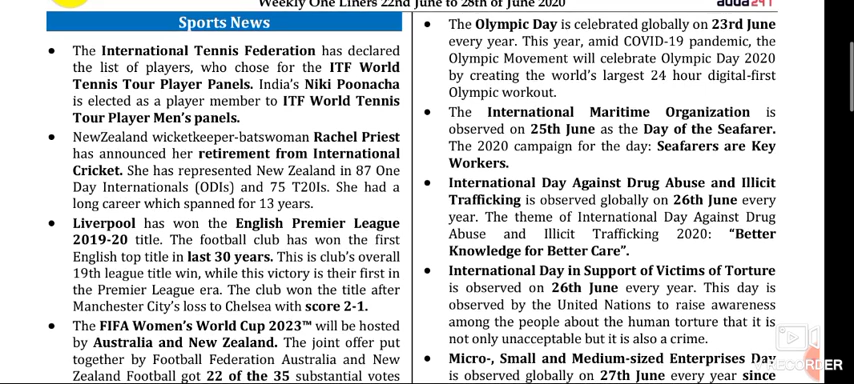 Weekly One Liners 22nd June to 28th of June 2020
adda247
Sports News
• The International Tennis Federation has declared
the list of players, who chose for the ITF World
Tennis Tour Player Panels. India's Niki Poonacha
is elected as a player member to ITF World Tennis
Tour Player Men's panels.
• NewZealand wicketkeeper-batswoman Rachel Priest
has announced her retirement from International
Cricket. She has represented New Zealand in 87 One
Day Internationals (ODIs) and 75 T20Is. She had a
long career which spanned for 13 years.
• Liverpool has won the English Premier League
2019-20 title. The football club has won the first
English top title in last 30 years. This is club's overall
19th league title win, while this victory is their first in
the Premier League era. The club won the title after
Manchester City's loss to Chelsea with score 2-1.
• The FIFA Women's World Cup 2023™ will be hosted
by Australia and New Zealand. The joint offer put
together by Football Federation Australia and New
Zealand Football got 22 of the 35 substantial votes
• The Olympic Day is celebrated globally on 23rd June
every year. This year, amid COVID-19 pandemic, the
Olympic Movement will celebrate Olympic Day 2020
by creating the world's largest 24 hour digital-first
Olympic workout.
• The International Maritime Organization is
observed on 25th June as the Day of the Seafarer.
The 2020 campaign for the day: Seafarers are Key
Workers.
• International Day Against Drug Abuse and Illicit
Trafficking is observed globally on 26th June every
year. The theme of International Day Against Drug
Abuse and Illicit Trafficking 2020: "Better
Knowledge for Better Care".
• International Day in Support of Victims of Torture
is observed on 26th June every year. This day is
observed by the United Nations to raise awareness
among the people about the human torture that it is
not only unacceptable but it is also a crime.
• Micro-, Small and Medium-sized Enterprises Day
is observed globally on 27th June every year since
RECORDER